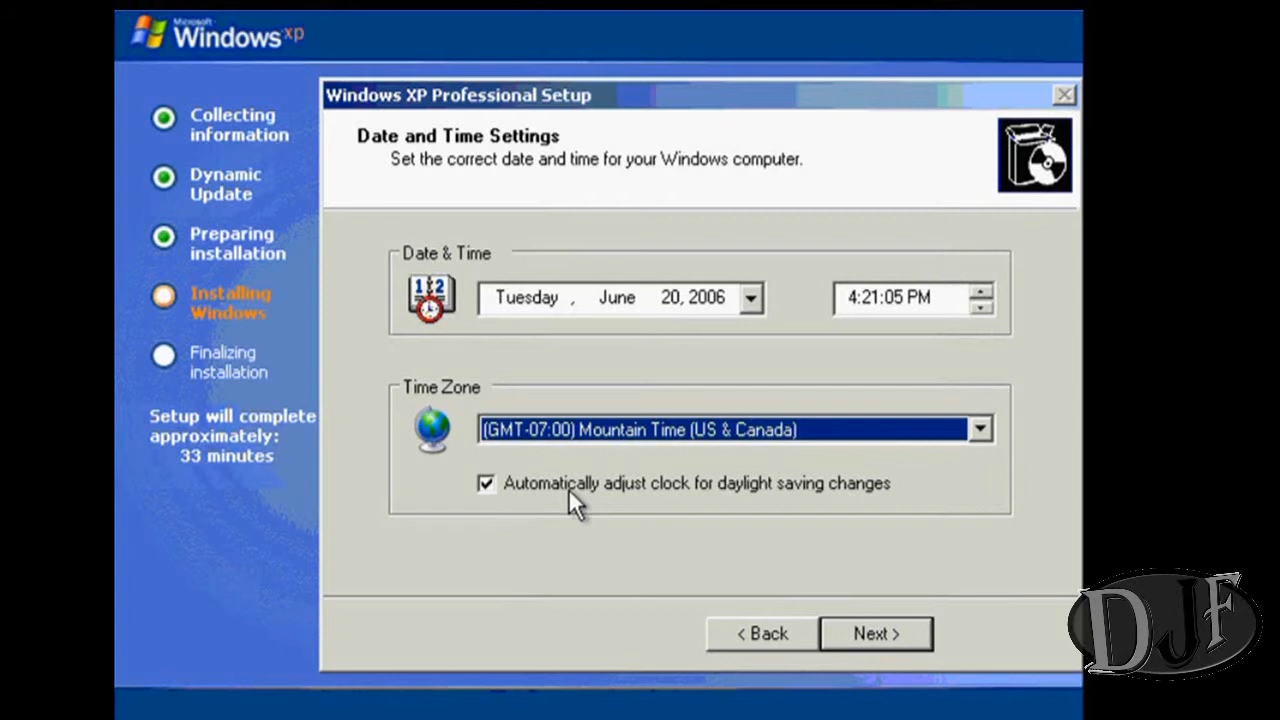 Microsoft
Windows xp
Collecting
information
Dynamic
Update
Preparing
installation
Installing
Windows
Finalizing
installation
Setup will complete
approximately:
33 minutes
Windows XP Professional Setup
Date and Time Settings
Set the correct date and time for your Windows computer.
Date & Time
12
Tuesday , June 20, 2006
4:21:05 PM
Time Zone
(GMT-07:00) Mountain Time (US & Canada)
Automatically adjust clock for daylight saving changes
< Back
Next >
DJF